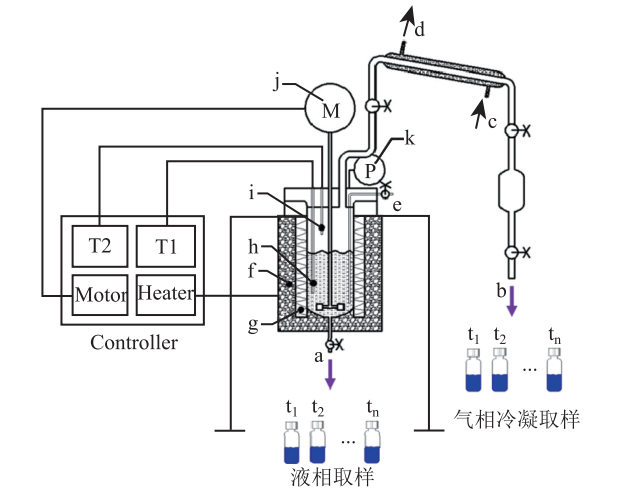 d
j
M
c
k
P
i
e
T2
T1
h
f
Motor
Heater
g
b
Controller
a
t1 t2 tn
...
气相冷凝取样
t1 t2 tn
...
液相取样